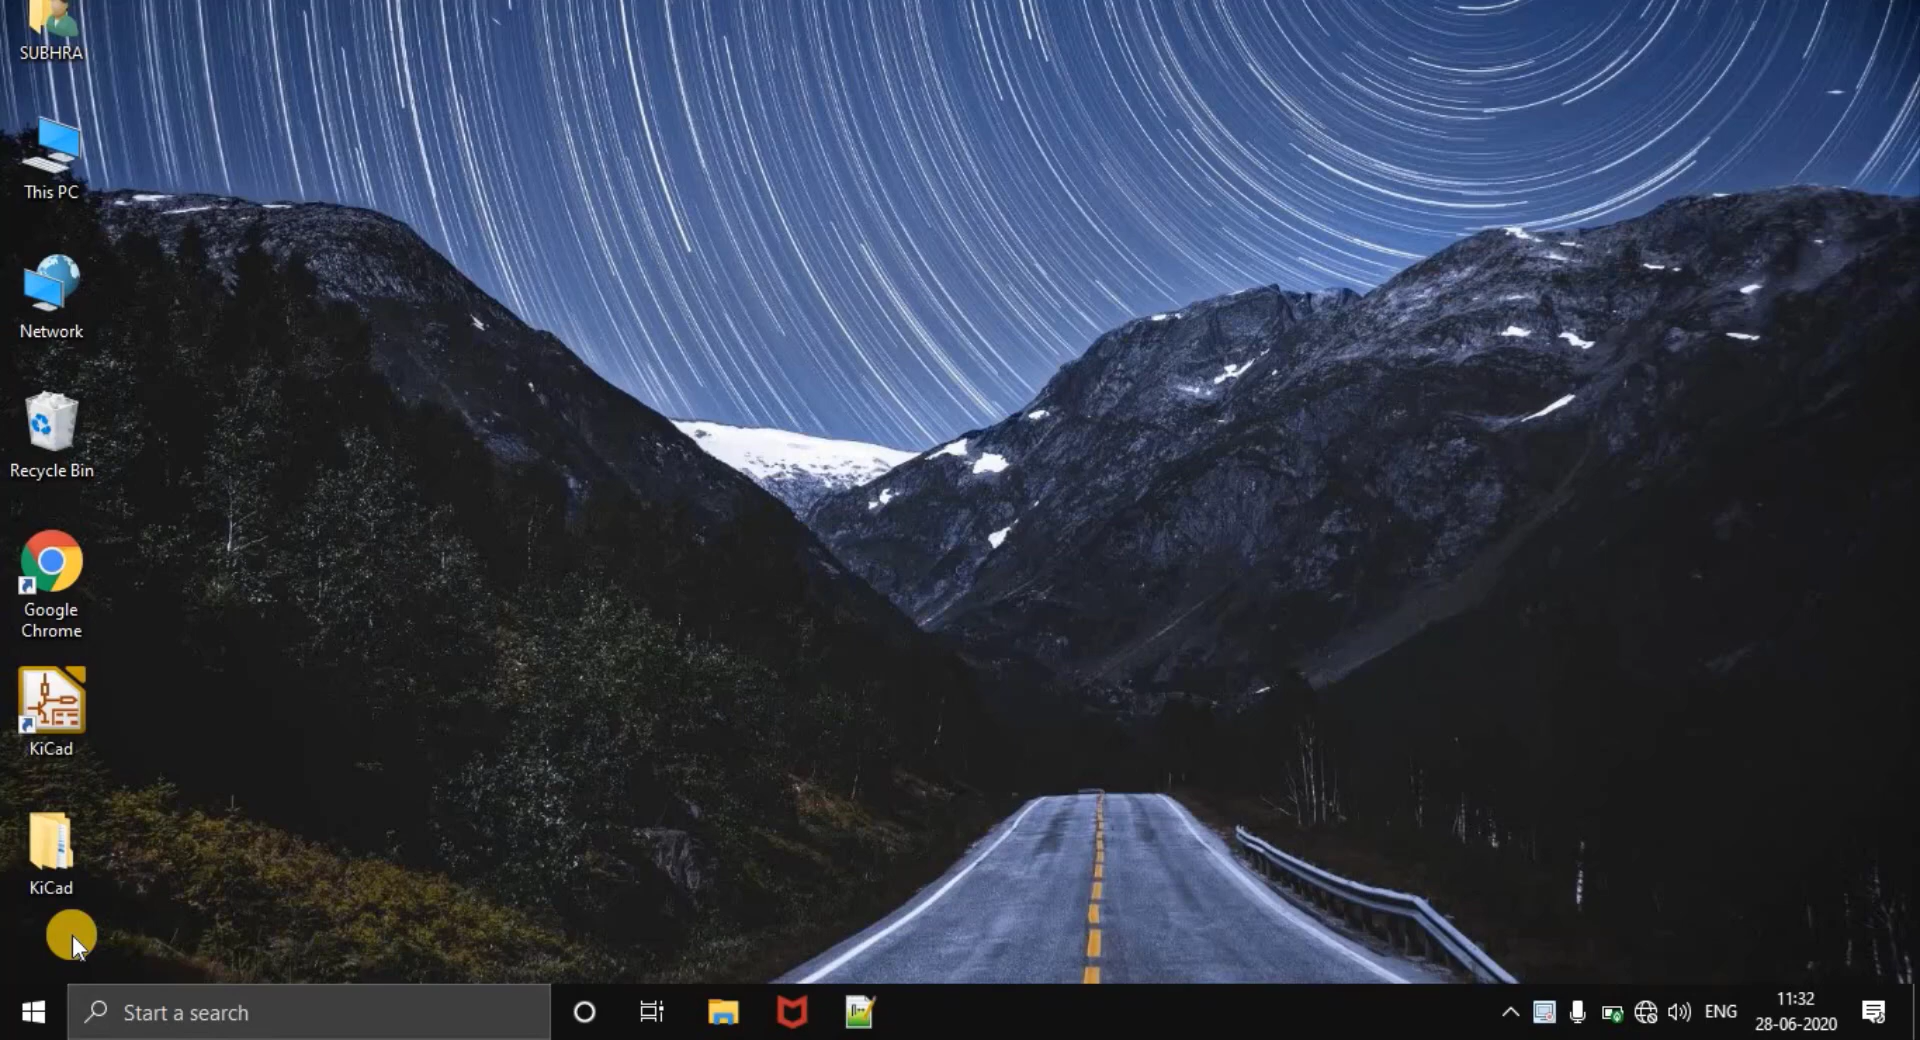 SUBHRA
This PC
Network
Recycle Bin
Google
Chrome
KiCad
KiCad
Start a search
ENG
11:32
28-06-2020